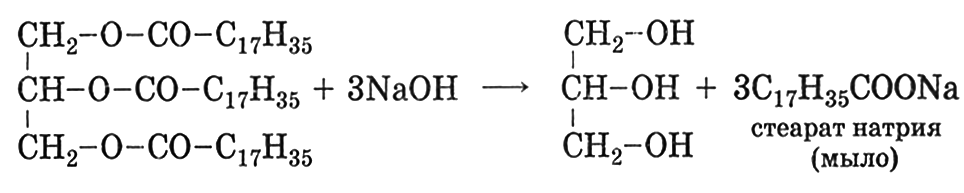 CH₂–O–CO–C₁₇H₃₅ CH₂–OH
CH–O–CO–C₁₇H₃₅ + 3NaOH ⟶ CH–OH + 3C₁₇H₃₅COONa
CH₂–O–CO–C₁₇H₃₅ CH₂–OH
стеарат натрия
(мыло)